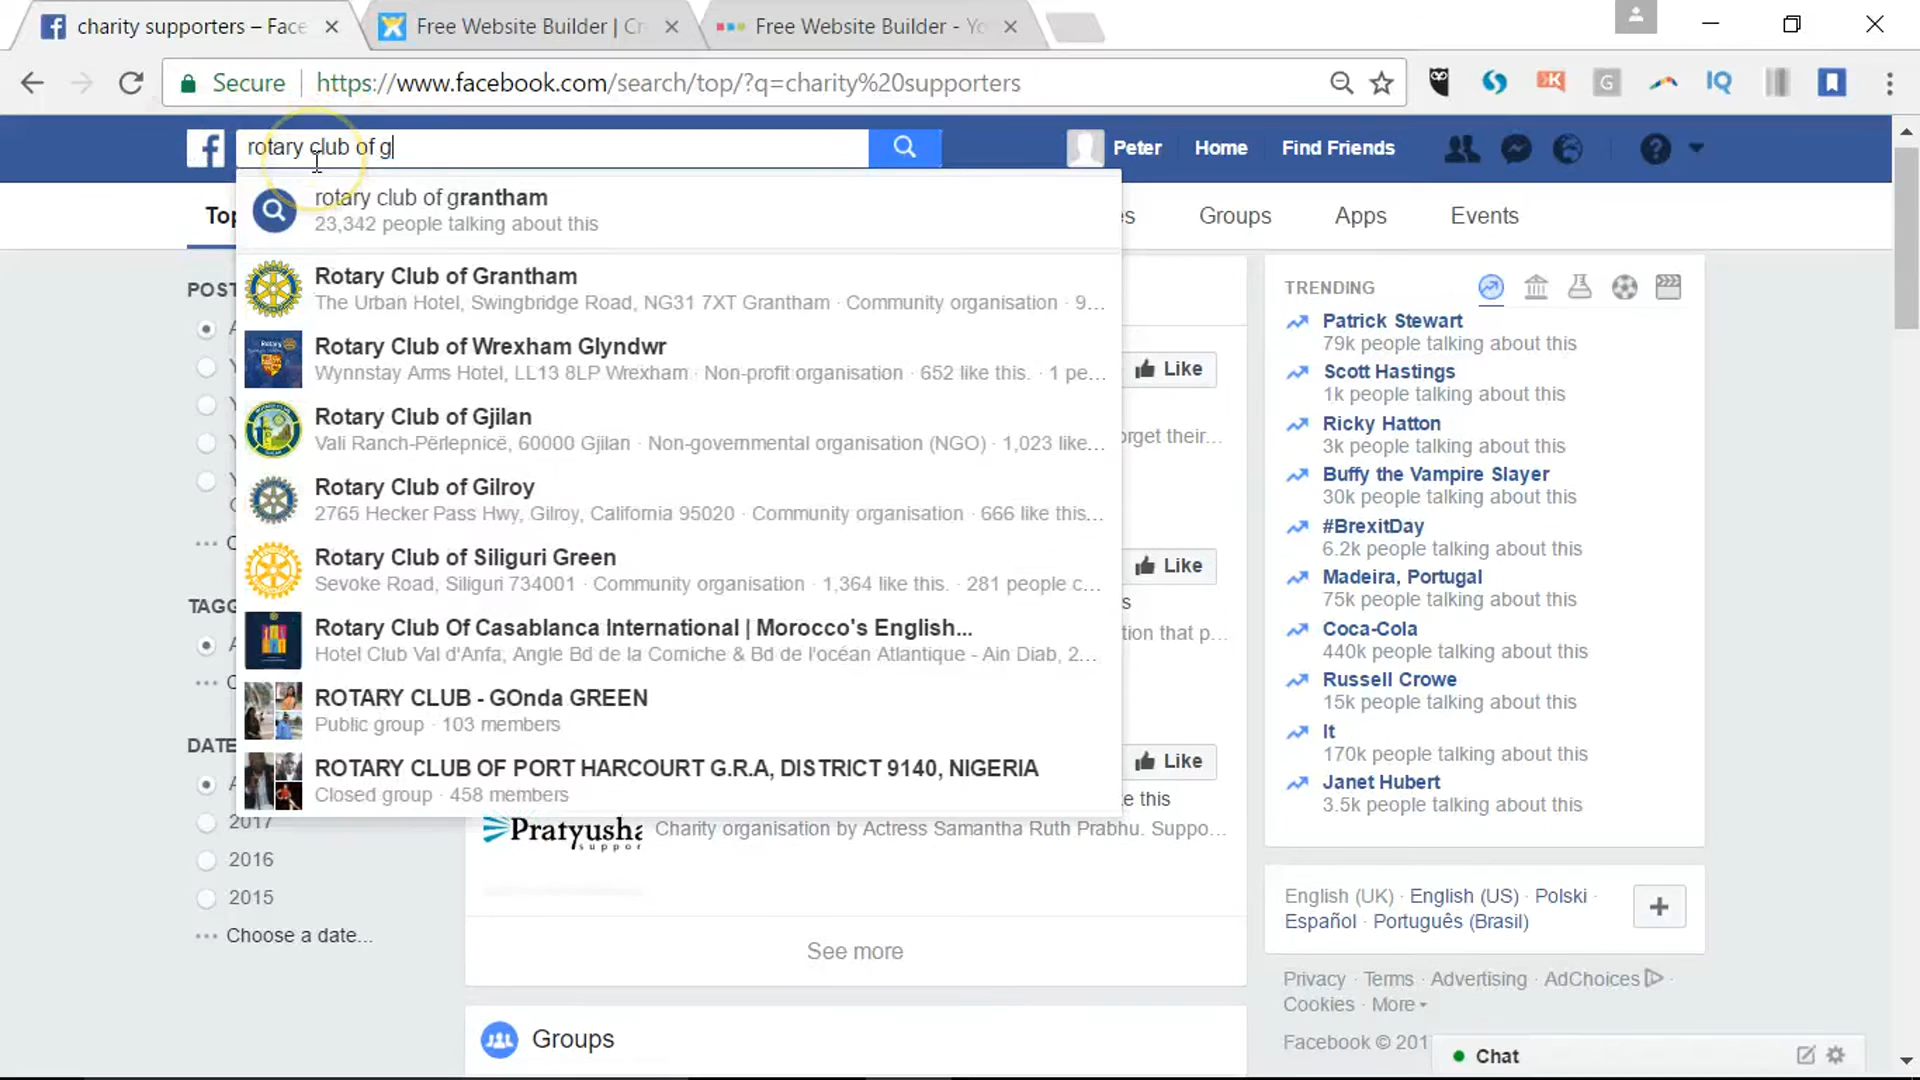 charity supporters – Face
Free Website Builder | Cr
Free Website Builder - Yo
Secure
https://www.facebook.com/search/top/?q=charity%20supporters
rotary club of g
Peter
Home
Find Friends
Top
es
Groups
Apps
Events
rotary club of grantham
23,342 people talking about this
Rotary Club of Grantham
The Urban Hotel, Swingbridge Road, NG31 7XT Grantham · Community organisation · 9...
Rotary Club of Wrexham Glyndwr
Wynnstay Arms Hotel, LL13 8LP Wrexham · Non-profit organisation · 652 like this. · 1 pe...
Rotary Club of Gjilan
Vali Ranch-Përlepnicë, 60000 Gjilan · Non-governmental organisation (NGO) · 1,023 like...
Rotary Club of Gilroy
2765 Hecker Pass Hwy, Gilroy, California 95020 · Community organisation · 666 like this...
Rotary Club of Siliguri Green
Sevoke Road, Siliguri 734001 · Community organisation · 1,364 like this. · 281 people c...
Rotary Club Of Casablanca International | Morocco's English...
Hotel Club Val d'Anfa, Angle Bd de la Corniche & Bd de l'océan Atlantique - Ain Diab, 2...
ROTARY CLUB - GOnda GREEN
Public group · 103 members
ROTARY CLUB OF PORT HARCOURT G.R.A, DISTRICT 9140, NIGERIA
Closed group · 458 members
POST
TAGG
DATE
2017
2016
2015
Choose a date...
Like
orget their...
Like
s
tion that p...
Like
e this
Pratyusha
support
Charity organisation by Actress Samantha Ruth Prabhu. Suppo...
See more
Groups
TRENDING
Patrick Stewart
79k people talking about this
Scott Hastings
1k people talking about this
Ricky Hatton
3k people talking about this
Buffy the Vampire Slayer
30k people talking about this
#BrexitDay
6.2k people talking about this
Madeira, Portugal
75k people talking about this
Coca-Cola
440k people talking about this
Russell Crowe
15k people talking about this
It
170k people talking about this
Janet Hubert
3.5k people talking about this
English (UK) · English (US) · Polski ·
Español · Português (Brasil)
Privacy · Terms · Advertising · AdChoices ·
Cookies · More
Facebook © 201
Chat